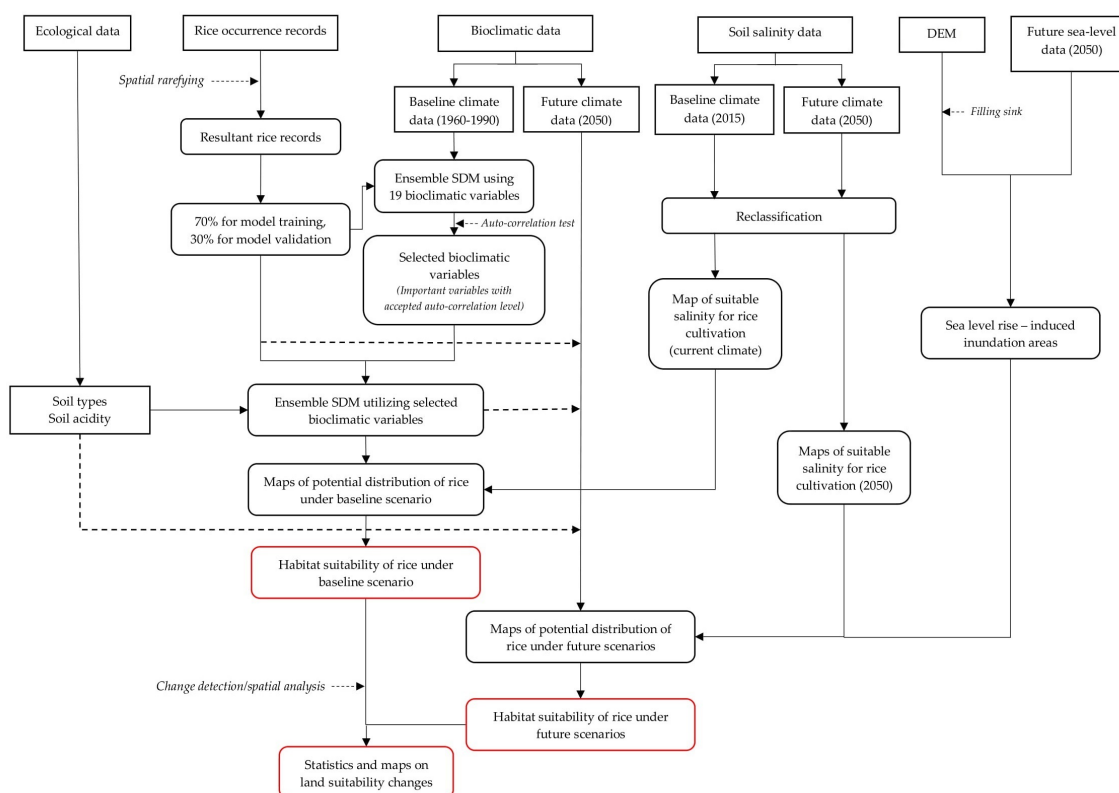 Ecological data
Rice occurrence records
Bioclimatic data
Soil salinity data
DEM
Future sea-level
data (2050)
Spatial rarefying
Baseline climate
data (1960-1990)
Future climate
data (2050)
Baseline climate
data (2015)
Future climate
data (2050)
Filling sink
Resultant rice records
Ensemble SDM using
19 bioclimatic variables
70% for model training,
30% for model validation
Auto-correlation test
Reclassification
Selected bioclimatic
variables
(Important variables with
accepted auto-correlation level)
Map of suitable
salinity for rice
cultivation
(current climate)
Sea level rise – induced
inundation areas
Soil types
Soil acidity
Ensemble SDM utilizing selected
bioclimatic variables
Maps of suitable
salinity for rice
cultivation (2050)
Maps of potential distribution of rice
under baseline scenario
Habitat suitability of rice under
baseline scenario
Maps of potential distribution of
rice under future scenarios
Change detection/spatial analysis
Habitat suitability of rice under
future scenarios
Statistics and maps on
land suitability changes